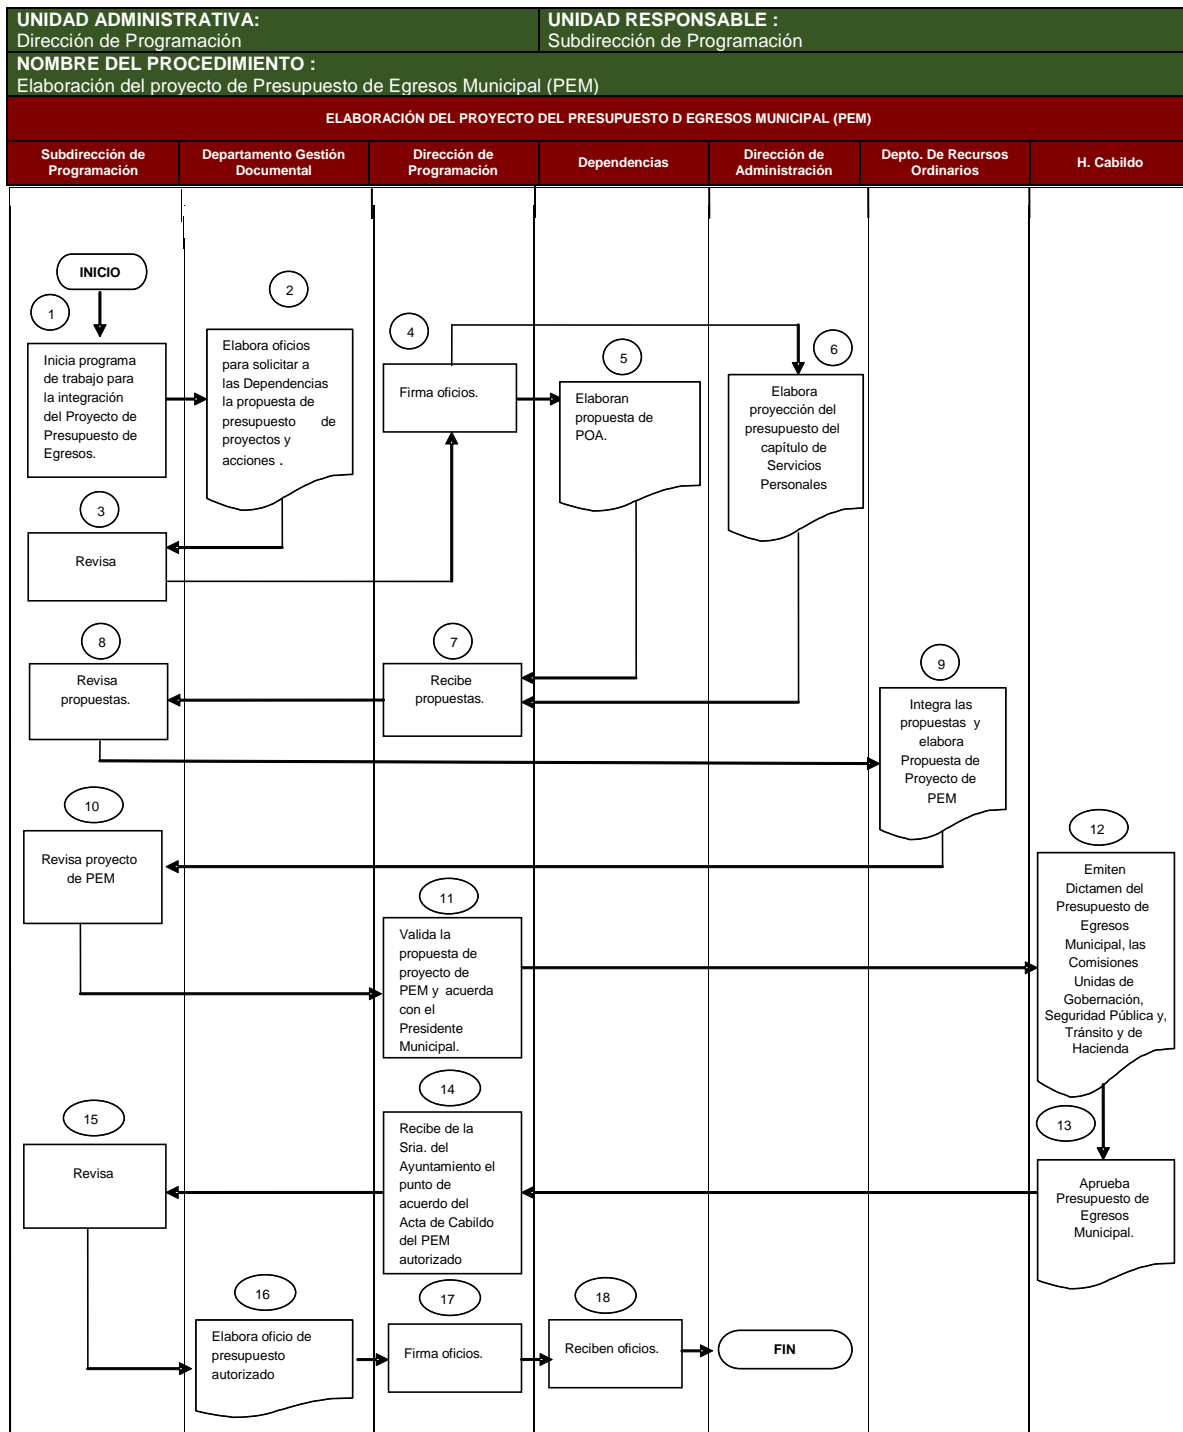 UNIDAD ADMINISTRATIVA:
Dirección de Programación
UNIDAD RESPONSABLE :
Subdirección de Programación
NOMBRE DEL PROCEDIMIENTO :
Elaboración del proyecto de Presupuesto de Egresos Municipal (PEM)
ELABORACIÓN DEL PROYECTO DEL PRESUPUESTO D EGRESOS MUNICIPAL (PEM)
Subdirección de
Programación
Departamento Gestión
Documental
Dirección de
Programación
Dependencias
Dirección de
Administración
Depto. De Recursos
Ordinarios
H. Cabildo
INICIO
1
Inicia programa
de trabajo para
la integración
del Proyecto de
Presupuesto de
Egresos.
2
Elabora oficios
para solicitar a
las Dependencias
la propuesta de
presupuesto de
proyectos y
acciones .
3
Revisa
4
Firma oficios.
5
Elaboran
propuesta de
POA.
6
Elabora
proyección del
presupuesto del
capítulo de
Servicios
Personales
7
Recibe
propuestas.
8
Revisa
propuestas.
9
Integra las
propuestas y
elabora
Propuesta de
Proyecto de
PEM
10
Revisa proyecto
de PEM
11
Valida la
propuesta de
proyecto de
PEM y acuerda
con el
Presidente
Municipal.
12
Emiten
Dictamen del
Presupuesto de
Egresos
Municipal, las
Comisiones
Unidas de
Gobernación,
Seguridad Pública y,
Tránsito y de
Hacienda
13
Aprueba
Presupuesto de
Egresos
Municipal.
14
Recibe de la
Sria. del
Ayuntamiento el
punto de
acuerdo del
Acta de Cabildo
del PEM
autorizado
15
Revisa
16
Elabora oficio de
presupuesto
autorizado
17
Firma oficios.
18
Reciben oficios.
FIN